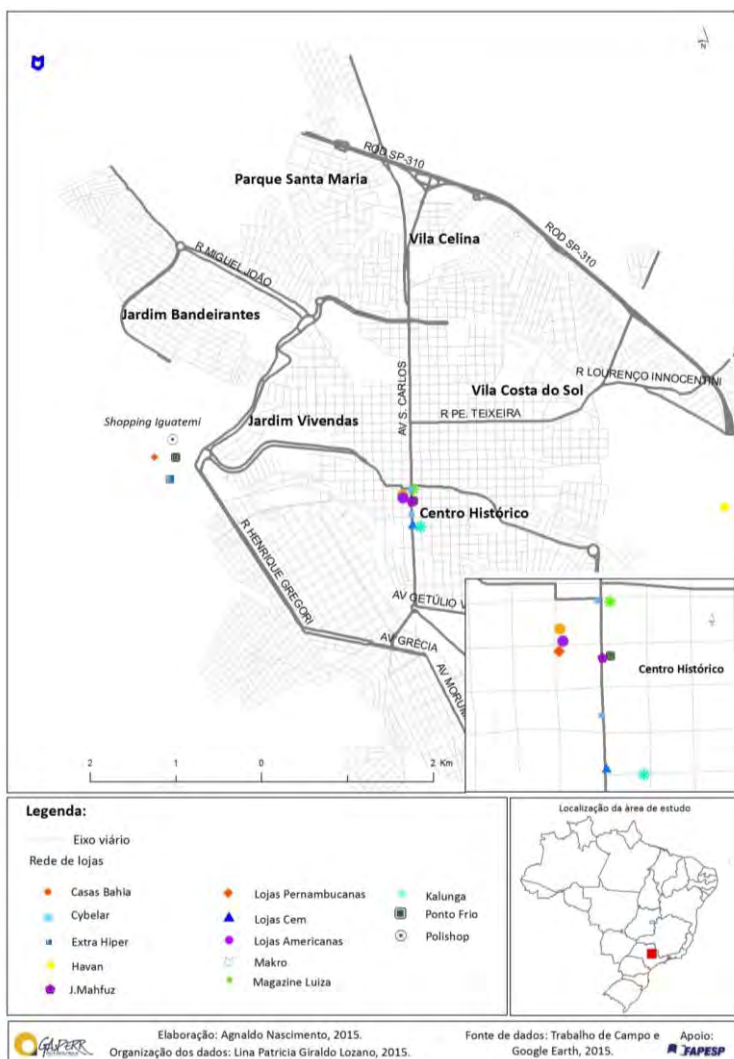 N
ROD SP-310
Parque Santa Maria
Vila Celina
ROD SP-310
R MIGUEL JOÃO
Jardim Bandeirantes
R LOURENÇO INNOCENTINI
AV S. CARLOS
Vila Costa do Sol
Shopping Iguatemi
Jardim Vivendas
R PE. TEIXEIRA
Centro Histórico
R HENRIQUE GREGORI
AV GETÚLIO V
AV GRÉCIA
AV MORUM
Centro Histórico
2 1 0 2 Km
Legenda:
Eixo viário
Rede de lojas
Casas Bahia
Cybelar
Extra Hiper
Havan
J.Mahfuz
Lojas Pernambucanas
Lojas Cem
Lojas Americanas
Makro
Magazine Luiza
Kalunga
Ponto Frio
Polishop
Localização da área de estudo
GAsPERR
Elaboração: Agnaldo Nascimento, 2015.
Organização dos dados: Lina Patricia Giraldo Lozano, 2015.
Fonte de dados: Trabalho de Campo e
Google Earth, 2015.
Apoio:
FAPESP